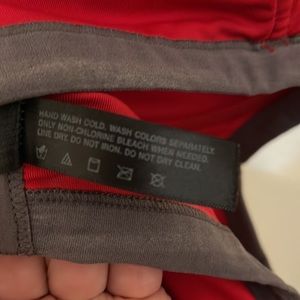 HAND WASH COLD. WASH COLORS SEPARATELY.
ONLY NON-CHLORINE BLEACH WHEN NEEDED.
LINE DRY. DO NOT IRON. DO NOT DRY CLEAN.